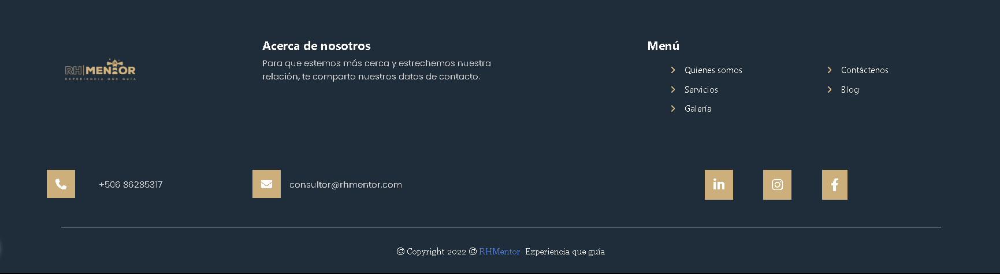 RH|MENTOR
EXPERIENCIA QUE GUÍA
Acerca de nosotros
Para que estemos más cerca y estrechemos nuestra
relación, te comparto nuestros datos de contacto.
Menú
Quienes somos
Contáctenos
Servicios
Blog
Galería
+506 86285317
consultor@rhmentor.com
© Copyright 2022 © RHMentor Experiencia que guía